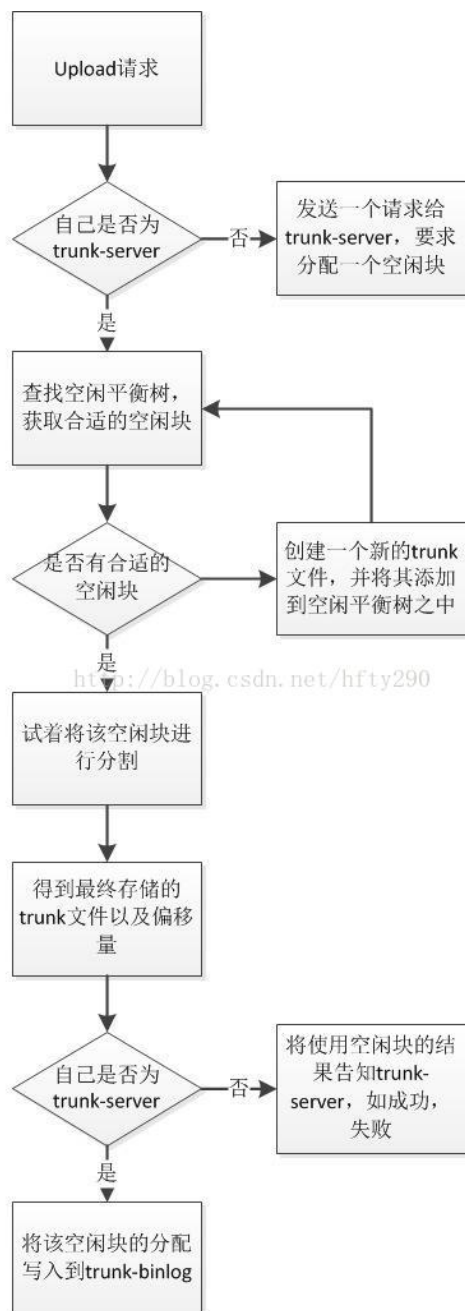 Upload请求
自己是否为
trunk-server
否
发送一个请求给
trunk-server，要求
分配一个空闲块
是
查找空闲平衡树，
获取合适的空闲块
是否有合适的
空闲块
创建一个新的trunk
文件，并将其添加
到空闲平衡树之中
是
http://blog.csdn.net/hfty290
试着将该空闲块进
行分割
得到最终存储的
trunk文件以及偏移
量
自己是否为
trunk-server
否
将使用空闲块的结
果告知trunk-
server，如成功，
失败
是
将该空闲块的分配
写入到trunk-binlog